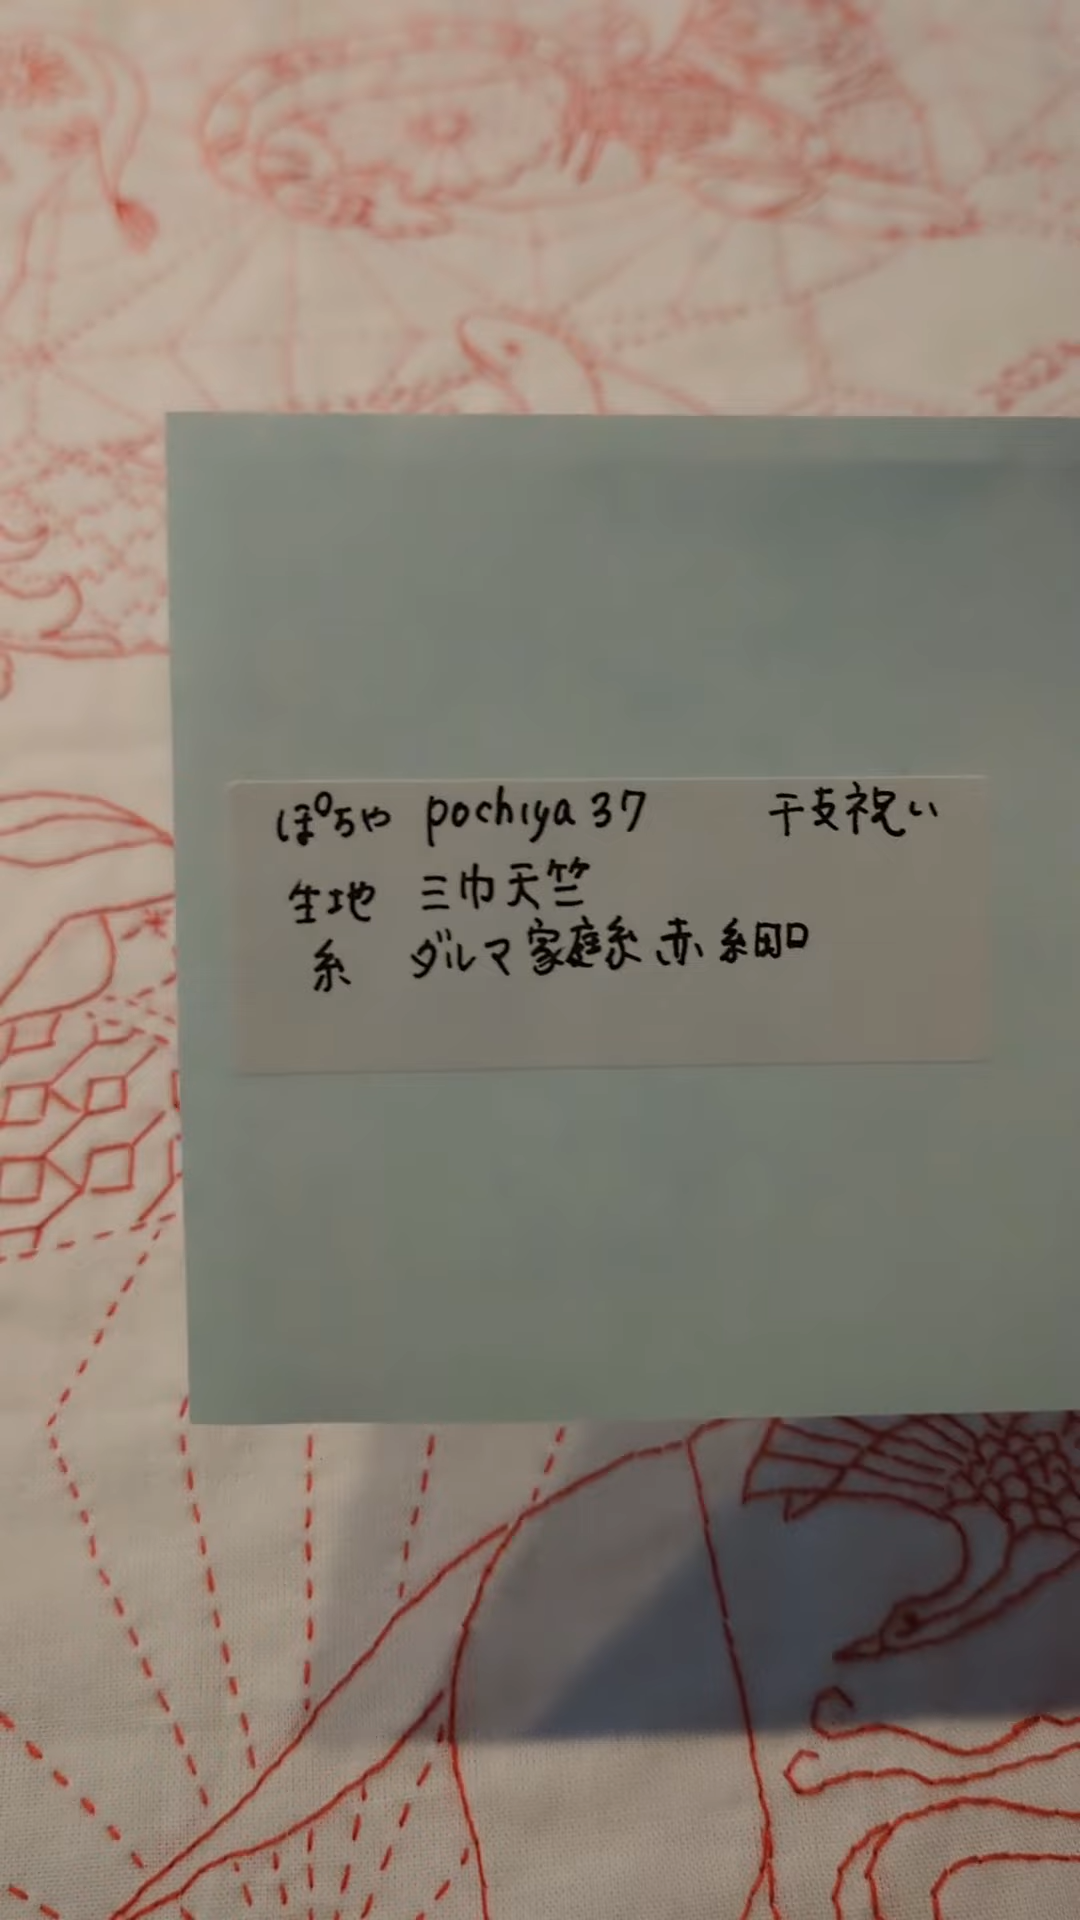 ぽちや pochiya37 干支祝い
生地 三巾天竺
糸 ダルマ家庭糸、赤 細口